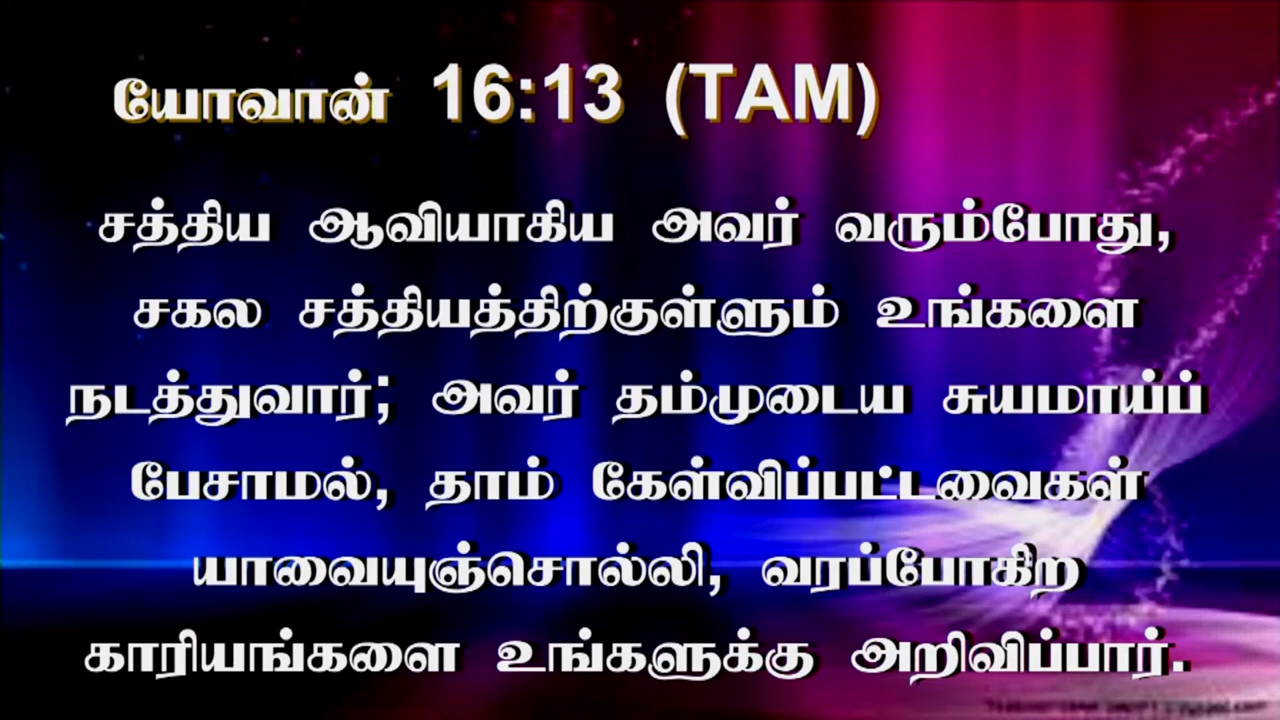 யோவான் 16:13 (TAM)
சத்திய ஆவியாகிய அவர் வரும்போது,
சகல சத்தியத்திற்குள்ளும் உங்களை
நடத்துவார்; அவர் தம்முடைய சுயமாய்ப்
பேசாமல், தாம் கேள்விப்பட்டவைகள்
யாவையுஞ்சொல்லி, வரப்போகிற
காரியங்களை உங்களுக்கு அறிவிப்பார்.